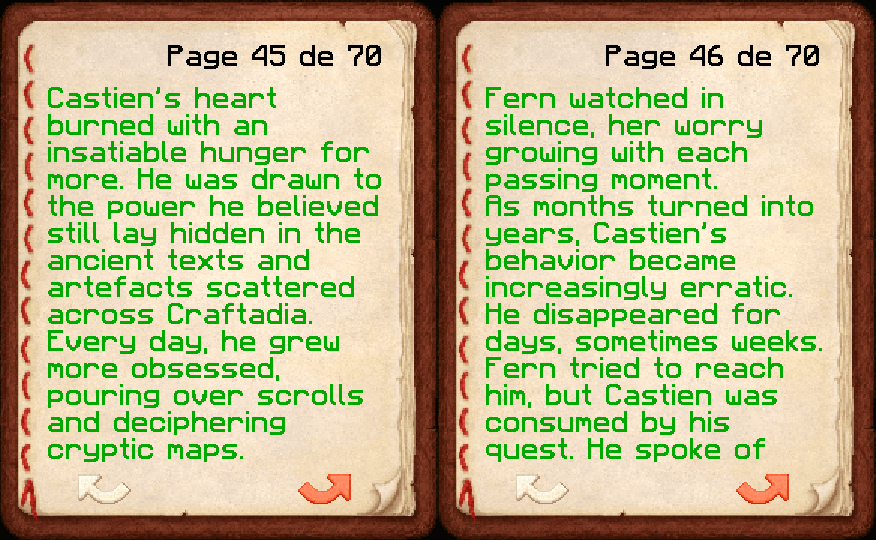 Page 45 de 70
Castien's heart
burned with an
insatiable hunger for
more. He was drawn to
the power he believed
still lay hidden in the
ancient texts and
artefacts scattered
across Craftadia.
Every day, he grew
more obsessed,
pouring over scrolls
and deciphering
cryptic maps.
Page 46 de 70
Fern watched in
silence, her worry
growing with each
passing moment.
As months turned into
years, Castien's
behavior became
increasingly erratic.
He disappeared for
days, sometimes weeks.
Fern tried to reach
him, but Castien was
consumed by his
quest. He spoke of